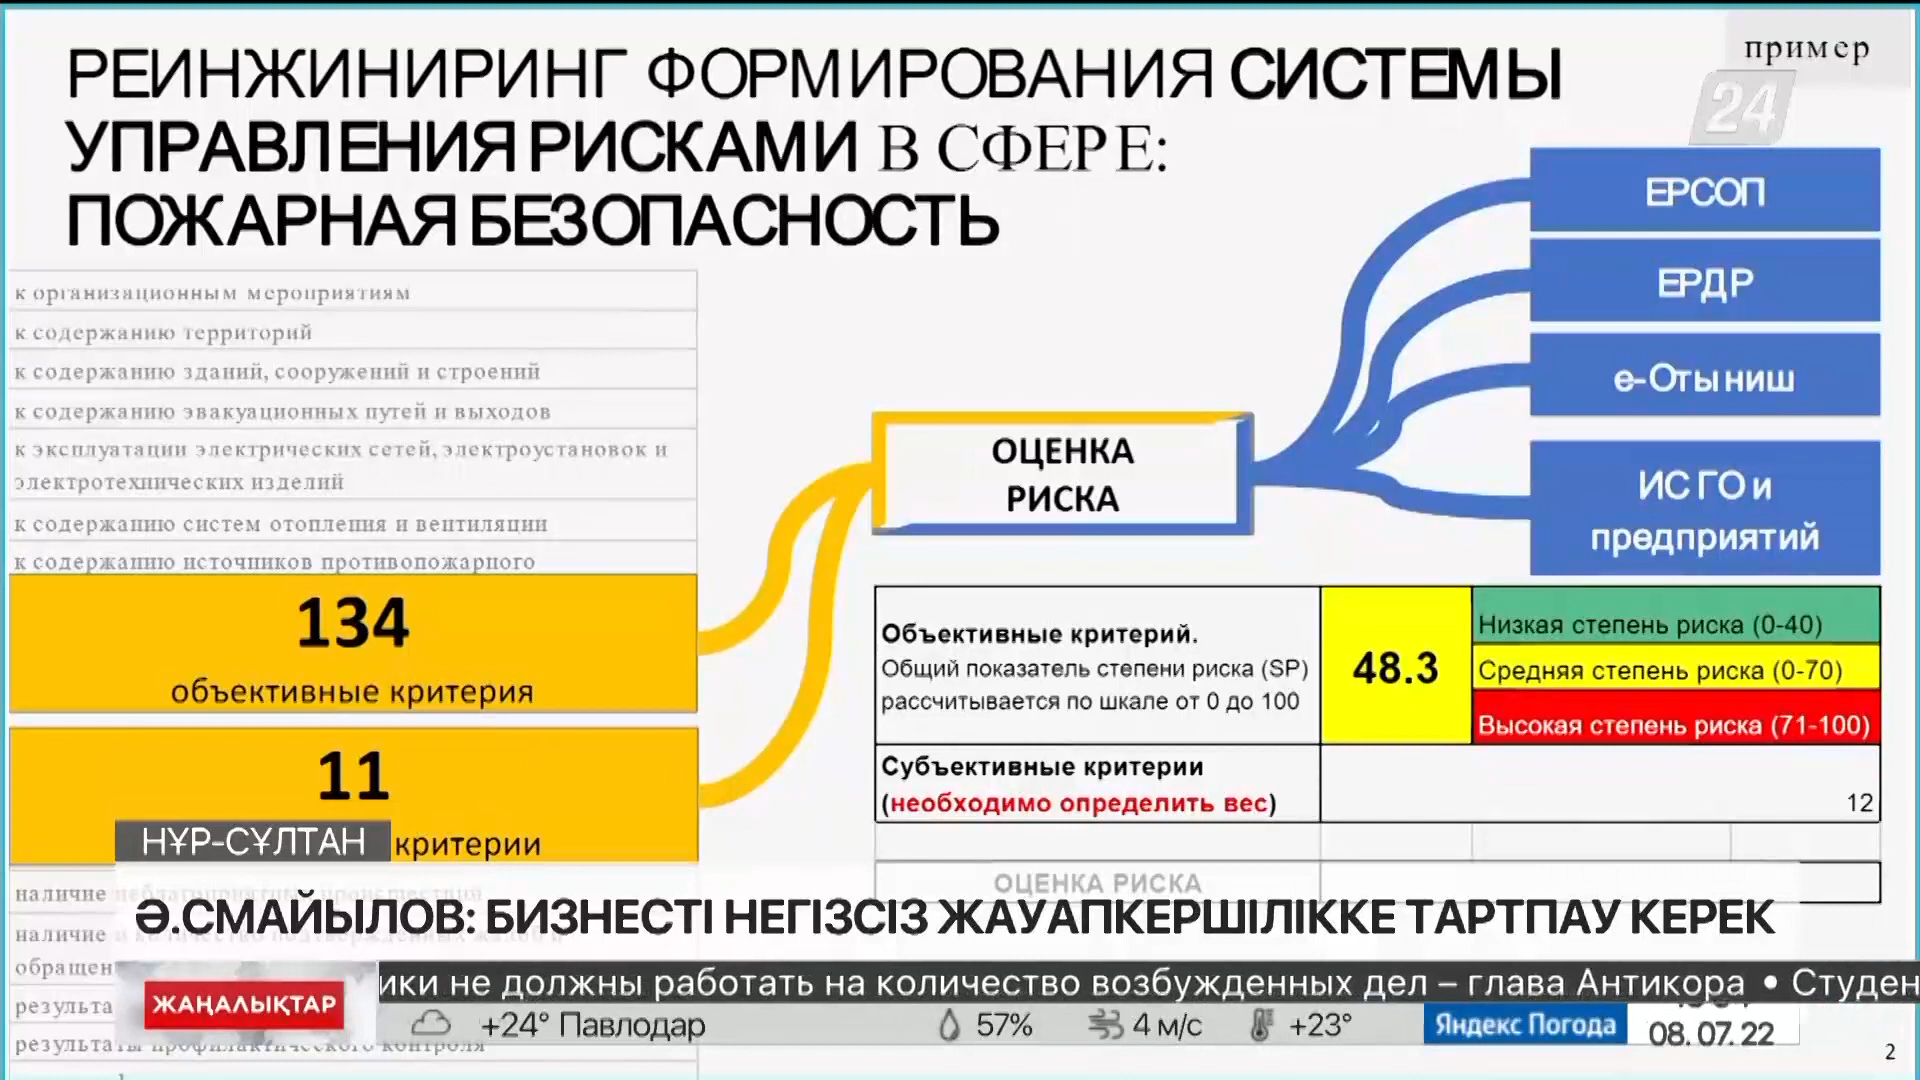 пример
24
РЕИНЖИНИРИНГ ФОРМИРОВАНИЯ СИСТЕМЫ
УПРАВЛЕНИЯ РИСКАМИ В СФЕРЕ:
ПОЖАРНАЯ БЕЗОПАСНОСТЬ
к организационным мероприятиям
к содержанию территорий
к содержанию зданий, сооружений и строений
к содержанию эвакуационных путей и выходов
к эксплуатации электрических сетей, электроустановок и
электротехнических изделий
к содержанию систем отопления и вентиляции
к содержанию источников противопожарного
134
объективные критерия
11
критерии
наличие неблагоприятных происшествий
наличие и количество подтвержденных жалоб и
обращен
результа
результаты профилактического контроля
ОЦЕНКА
РИСКА
ЕРСОП
ЕРДР
е-Отыниш
ИС ГО и
предприятий
Объективные критерий.
Общий показатель степени риска (SP)
рассчитывается по шкале от 0 до 100
48.3
Низкая степень риска (0-40)
Средняя степень риска (0-70)
Высокая степень риска (71-100)
Субъективные критерии
(необходимо определить вес)
12
ОЦЕНКА РИСКА
НҰР-СҰЛТАН
Ә.СМАЙЫЛОВ: БИЗНЕСТІ НЕГІЗСІЗ ЖАУАПКЕРШІЛІККЕ ТАРТПАУ КЕРЕК
ЖАҢАЛЫҚТАР
ики не должны работать на количество возбужденных дел – глава Антикора • Студен
+24° Павлодар
57%
4 м/с
+23°
Яндекс Погода
08.07.22
2